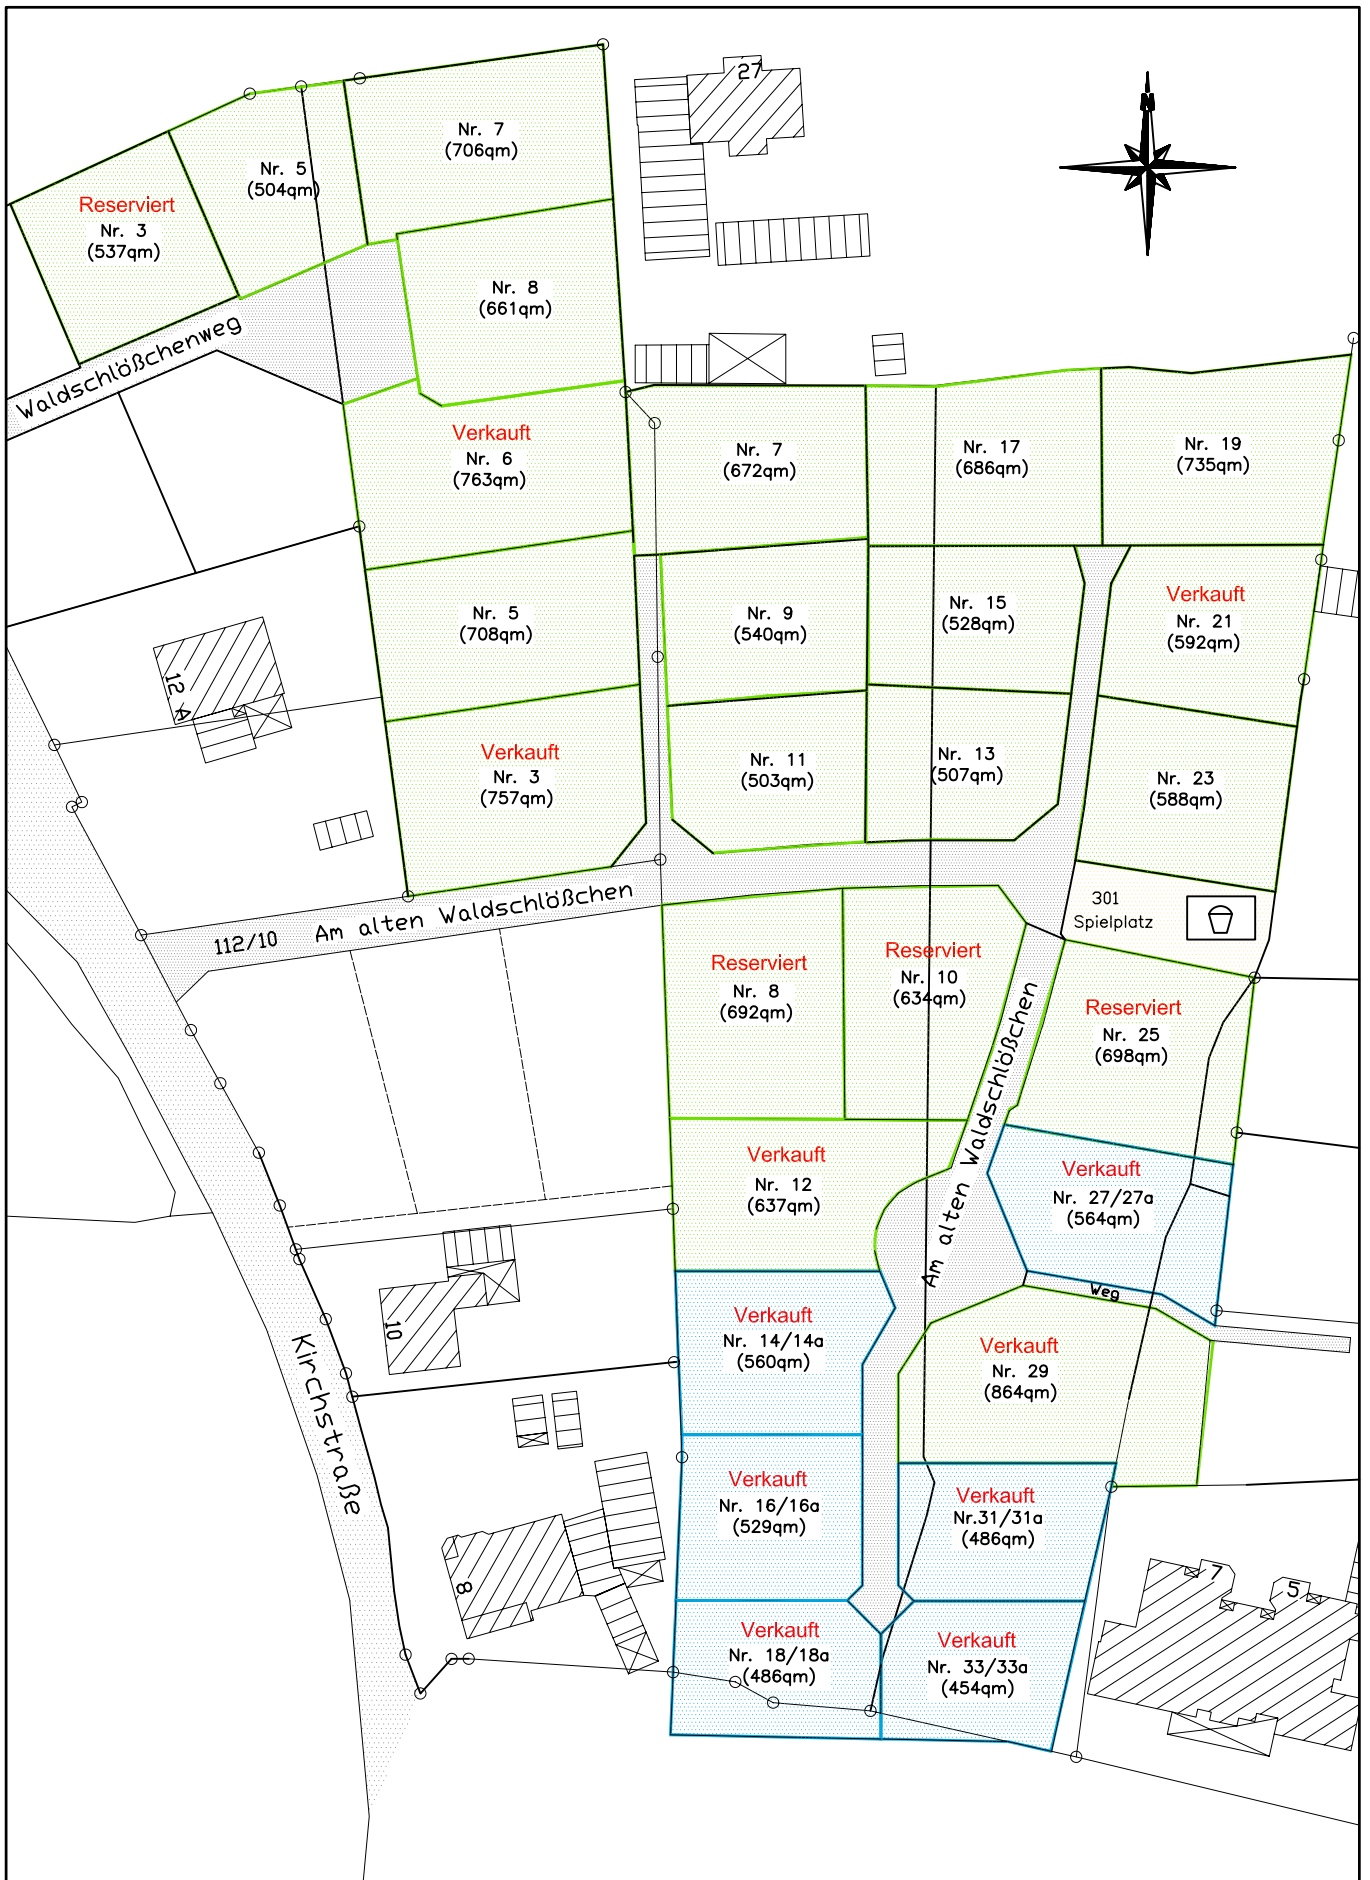 27
N
Nr. 7
(706qm)
Nr. 5
(504qm)
Reserviert
Nr. 3
(537qm)
Nr. 8
(661qm)
Waldschlößchenweg
Verkauft
Nr. 6
(763qm)
Nr. 7
(672qm)
Nr. 17
(686qm)
Nr. 19
(735qm)
Nr. 5
(708qm)
Nr. 9
(540qm)
Nr. 15
(528qm)
Verkauft
Nr. 21
(592qm)
12 A
Verkauft
Nr. 3
(757qm)
Nr. 11
(503qm)
Nr. 13
(507qm)
Nr. 23
(588qm)
112/10 Am alten Waldschlößchen
301
Spielplatz
Reserviert
Nr. 8
(692qm)
Reserviert
Nr. 10
(634qm)
Reserviert
Nr. 25
(698qm)
Am alten Waldschlößchen
Verkauft
Nr. 12
(637qm)
Verkauft
Nr. 27/27a
(564qm)
Weg
10
Verkauft
Nr. 14/14a
(560qm)
Verkauft
Nr. 29
(864qm)
Kirchstraße
Verkauft
Nr. 16/16a
(529qm)
Verkauft
Nr.31/31a
(486qm)
8
7
5
Verkauft
Nr. 18/18a
(486qm)
Verkauft
Nr. 33/33a
(454qm)